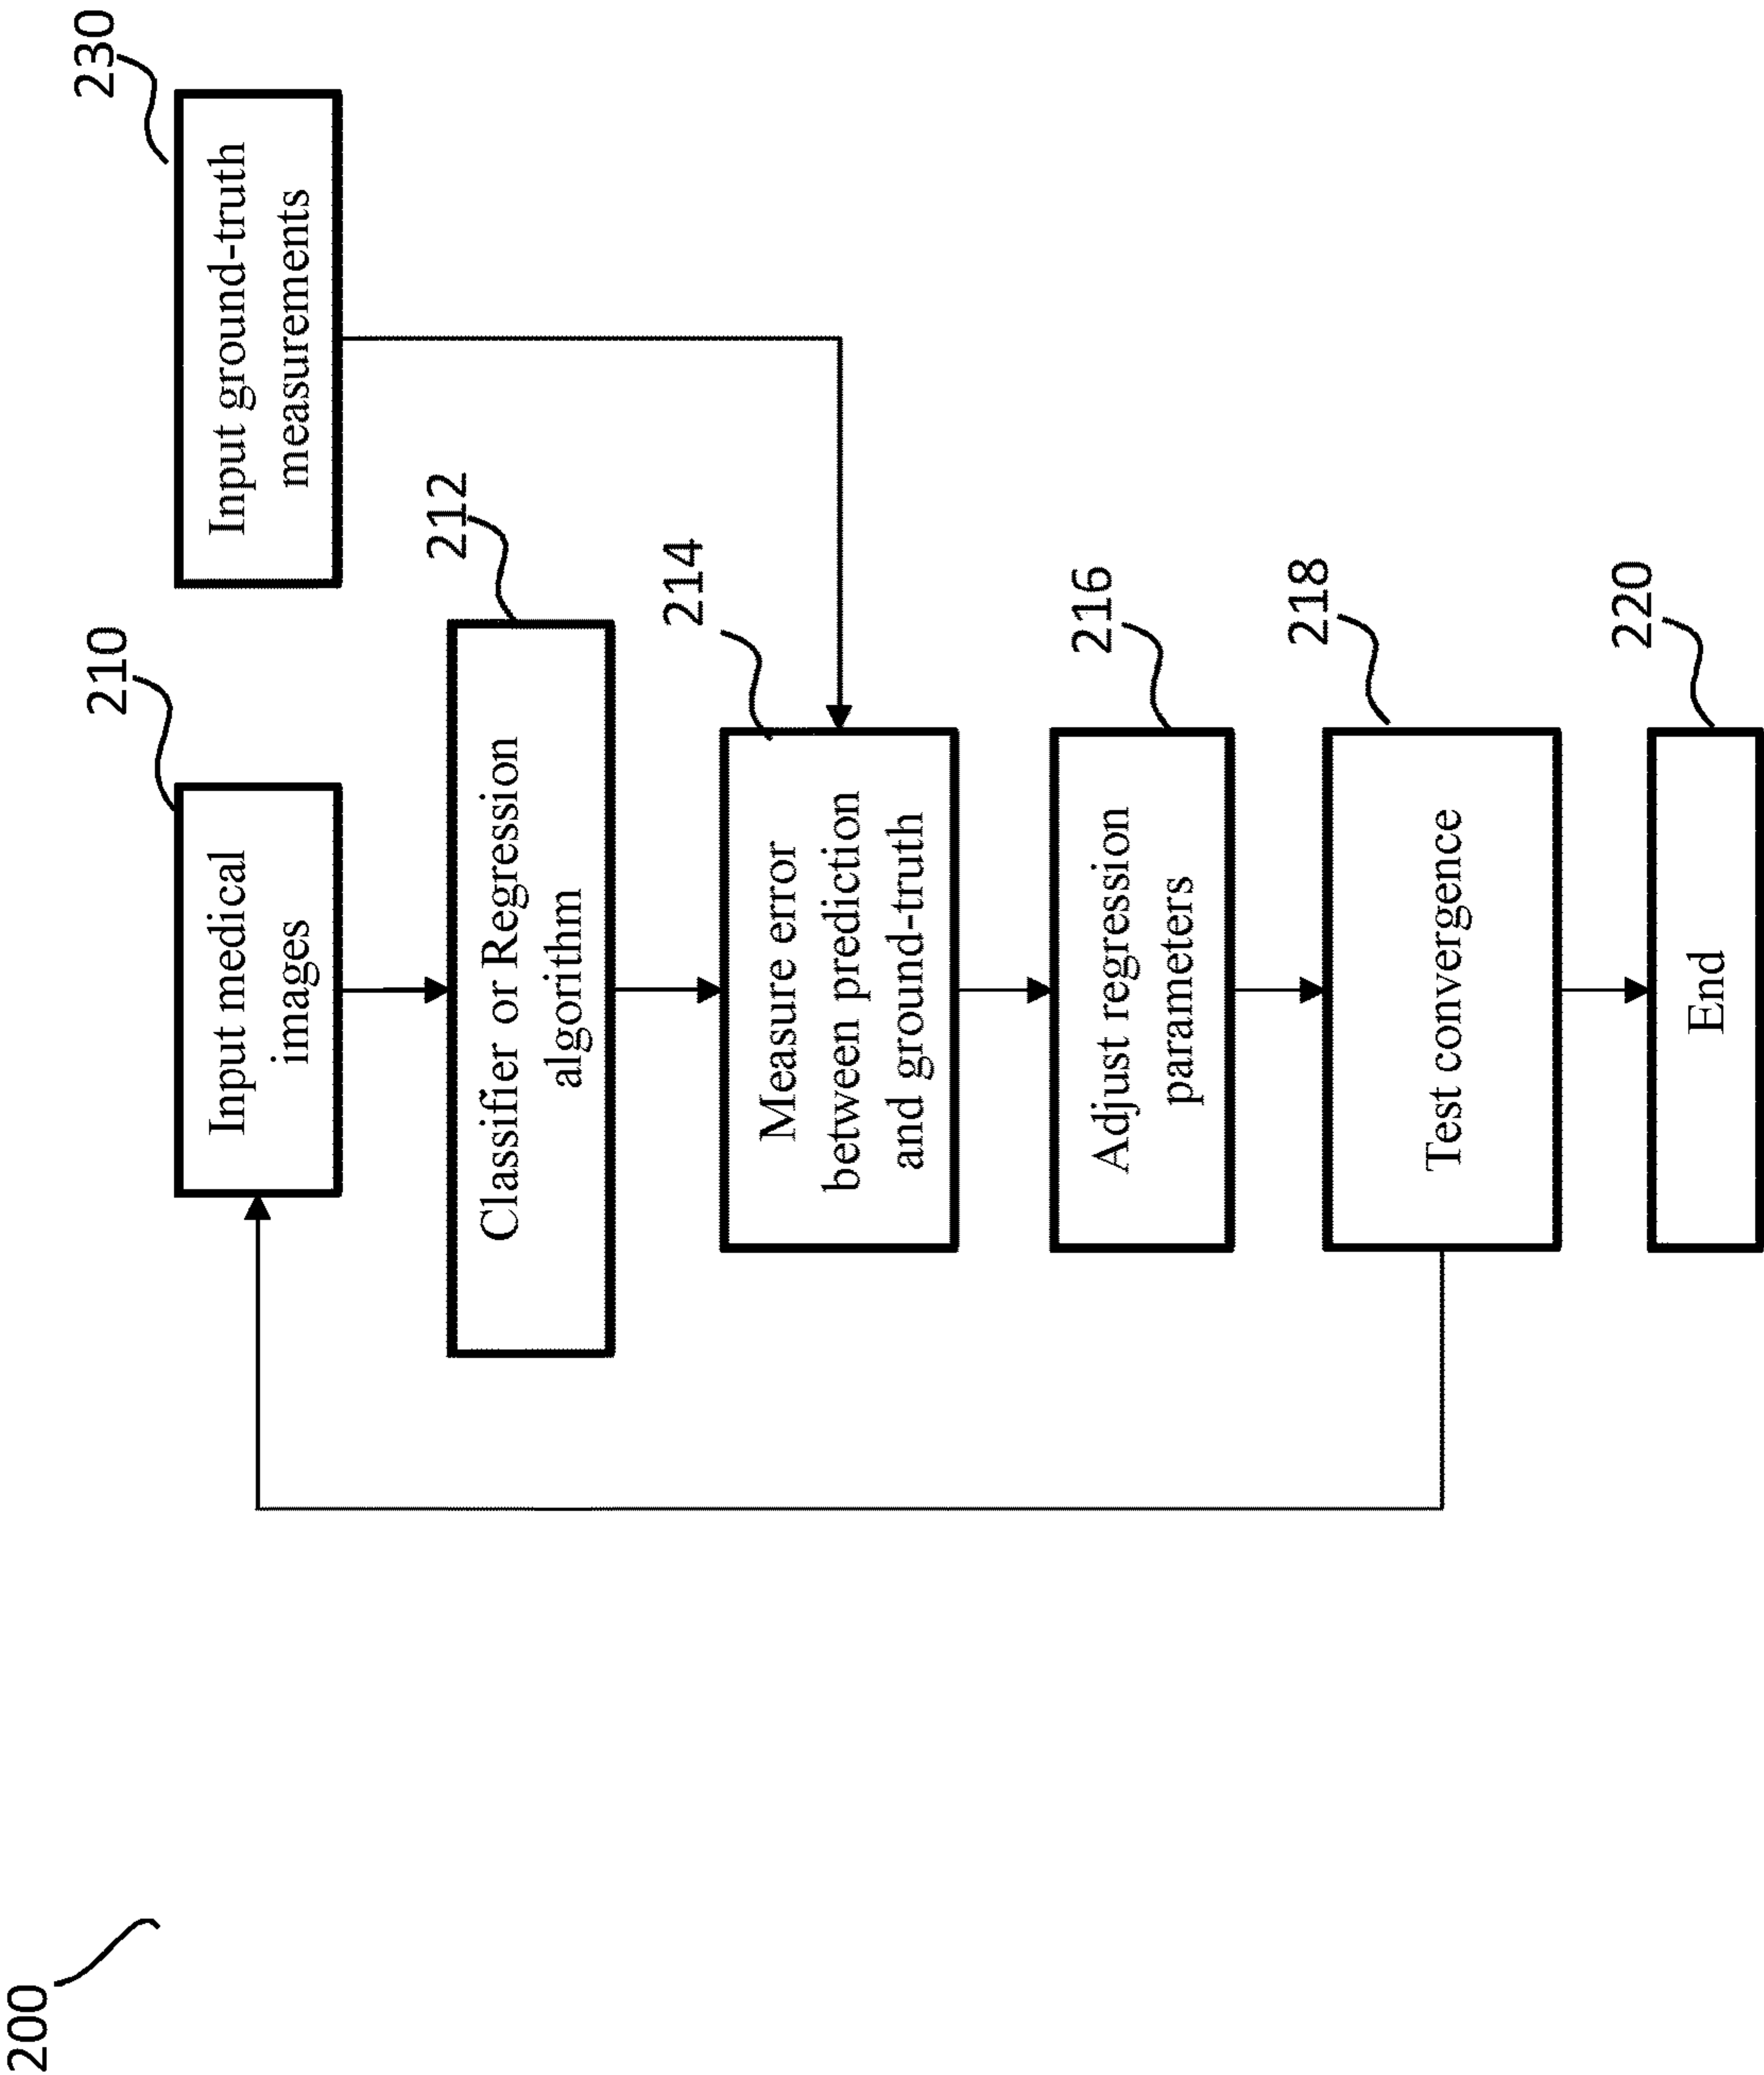 200
210
Input medical
images
230
Input ground-truth
measurements
212
Classifier or Regression
algorithm
214
Measure error
between prediction
and ground-truth
216
Adjust regression
parameters
218
Test convergence
220
End